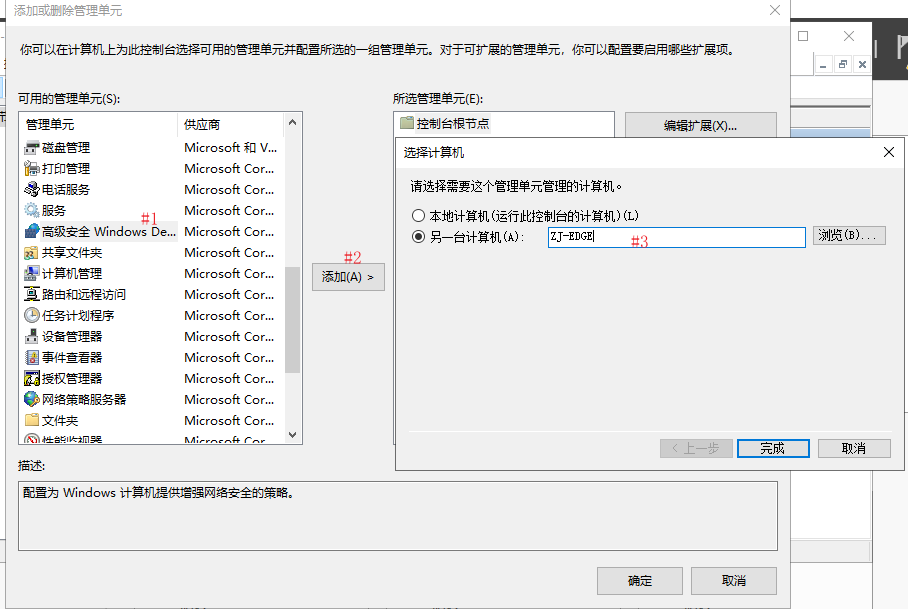 添加或删除管理单元
你可以在计算机上为此控制台选择可用的管理单元并配置所选的一组管理单元。对于可扩展的管理单元，你可以配置要启用哪些扩展项。
可用的管理单元(S):
管理单元 供应商
磁盘管理 Microsoft 和 V...
打印管理 Microsoft Cor...
电话服务 Microsoft Cor...
服务 Microsoft Cor...
#1
高级安全 Windows De... Microsoft Cor...
共享文件夹 Microsoft Cor...
计算机管理 Microsoft Cor...
路由和远程访问 Microsoft Cor...
任务计划程序 Microsoft Cor...
设备管理器 Microsoft Cor...
事件查看器 Microsoft Cor...
授权管理器 Microsoft Cor...
网络策略服务器 Microsoft Cor...
文件夹 Microsoft Cor...
性能监视器 Microsoft Cor...
#2
添加(A) >
所选管理单元(E):
控制台根节点
编辑扩展(X)...
选择计算机
请选择需要这个管理单元管理的计算机。
本地计算机(运行此控制台的计算机)(L)
另一台计算机(A): ZJ-EDGE #3 浏览(B)...
< 上一步 完成 取消
描述:
配置为 Windows 计算机提供增强网络安全的策略。
确定 取消